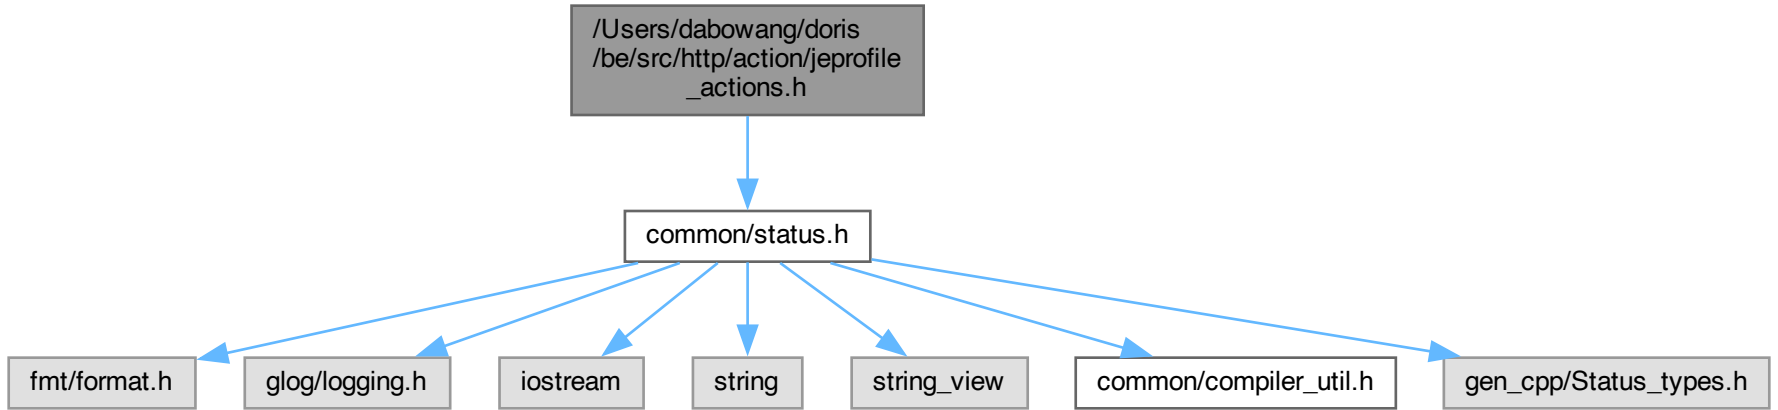 /Users/dabowang/doris
/be/src/http/action/jeprofile
_actions.h
common/status.h
fmt/format.h
glog/logging.h
iostream
string
string_view
common/compiler_util.h
gen_cpp/Status_types.h